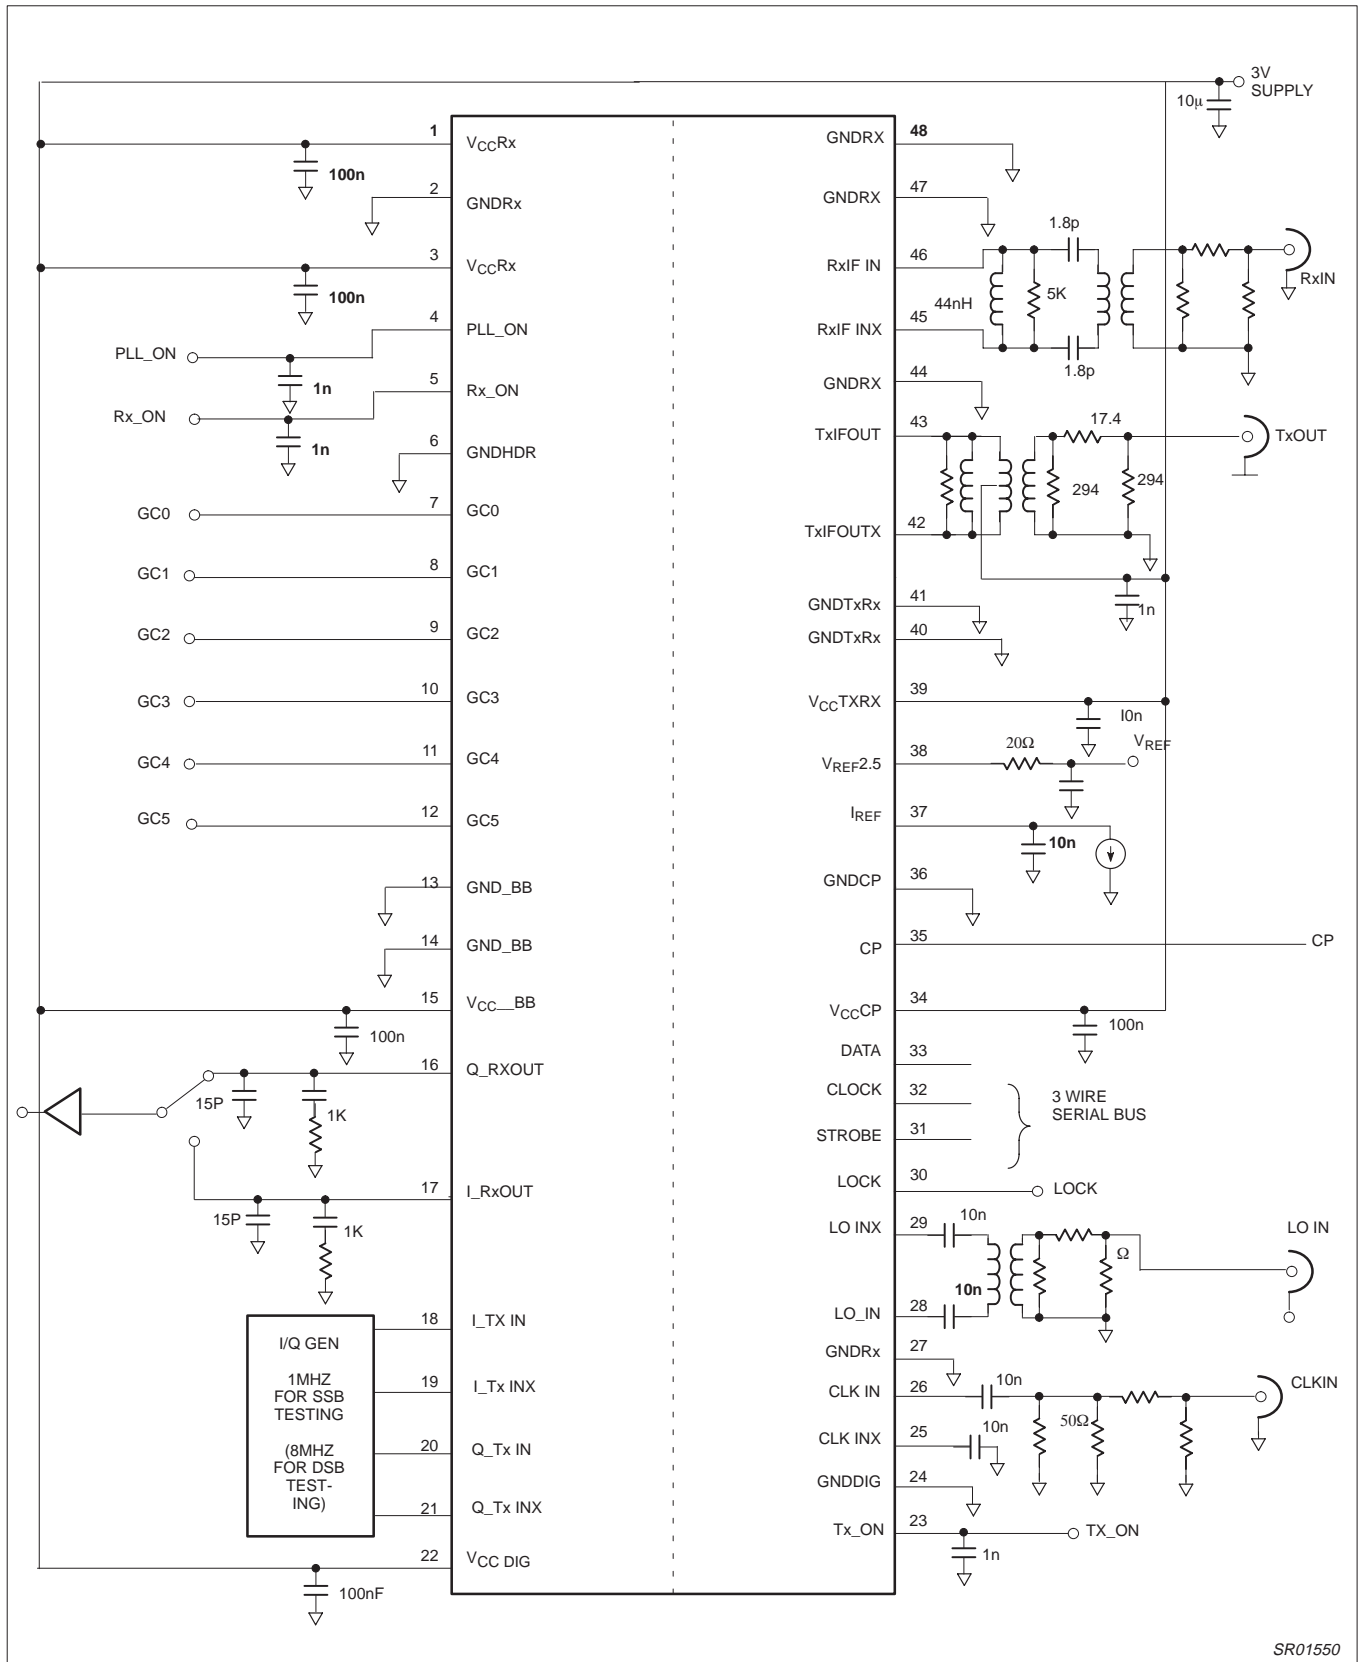 3V
SUPPLY
10μ
1
VCCRx
100n
2
GNDRx
3
VCCRx
100n
4
PLL_ON
PLL_ON
1n
5
Rx_ON
Rx_ON
1n
6
GNDHDR
GC0
7
GC0
GC1
8
GC1
GC2
9
GC2
GC3
10
GC3
GC4
11
GC4
GC5
12
GC5
13
GND_BB
14
GND_BB
15
VCC__BB
100n
16
Q_RXOUT
15P
1K
17
I_RxOUT
15P
1K
I/Q GEN
1MHZ
FOR SSB
TESTING
(8MHZ
FOR DSB
TEST-
ING)
18
I_TX IN
19
I_Tx INX
20
Q_Tx IN
21
Q_Tx INX
22
VCC DIG
100nF
GNDRX
48
GNDRX
47
RxIF IN
46
1.8p
44nH
5K
RxIN
RxIF INX
45
1.8p
GNDRX
44
TxIFOUT
43
17.4
TxOUT
294
294
TxIFOUTX
42
1n
GNDTxRx
41
GNDTxRx
40
VCCTXRX
39
I0n
VREF2.5
38
20Ω
VREF
IREF
37
10n
GNDCP
36
CP
35
CP
VCCCP
34
100n
DATA
33
CLOCK
32
3 WIRE
SERIAL BUS
STROBE
31
LOCK
30
LOCK
LO INX
29
10n
LO IN
Ω
10n
LO_IN
28
GNDRx
27
CLK IN
26
10n
CLKIN
50Ω
CLK INX
25
10n
GNDDIG
24
Tx_ON
23
TX_ON
1n
SR01550